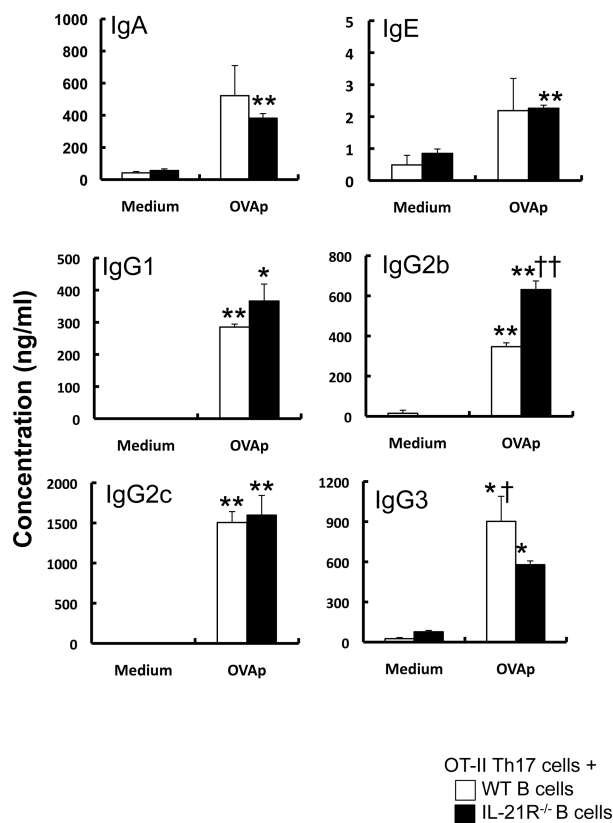 IgA
1000
800
600
400
200
0
**
Medium OVAp
IgE
5
4
3
2
1
0
**
Medium OVAp
Concentration (ng/ml)
IgG1
500
400
300
200
100
0
**
*
Medium OVAp
IgG2b
800
600
400
200
0
**
**††
Medium OVAp
IgG2c
2000
1500
1000
500
0
**
**
Medium OVAp
IgG3
1200
900
600
300
0
*†
*
Medium OVAp
OT-II Th17 cells +
WT B cells
IL-21R-/- B cells